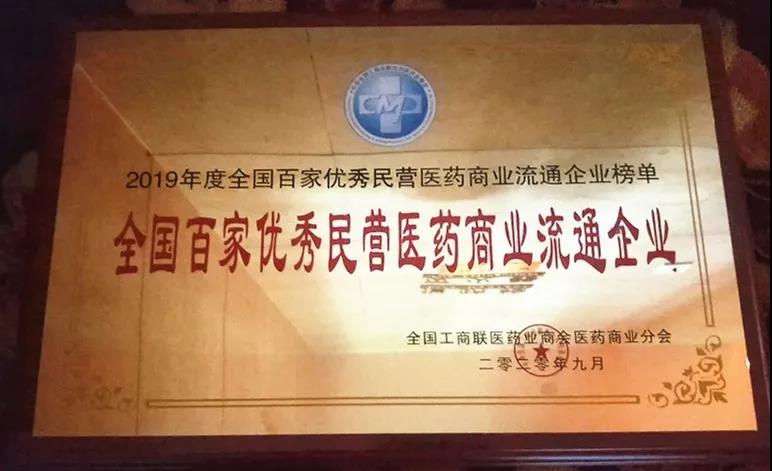 2019年度全国百家优秀民营医药商业流通企业榜单
全国百家优秀民营医药商业流通企业
全国工商联医药业商会医药商业分会
二零二零年九月